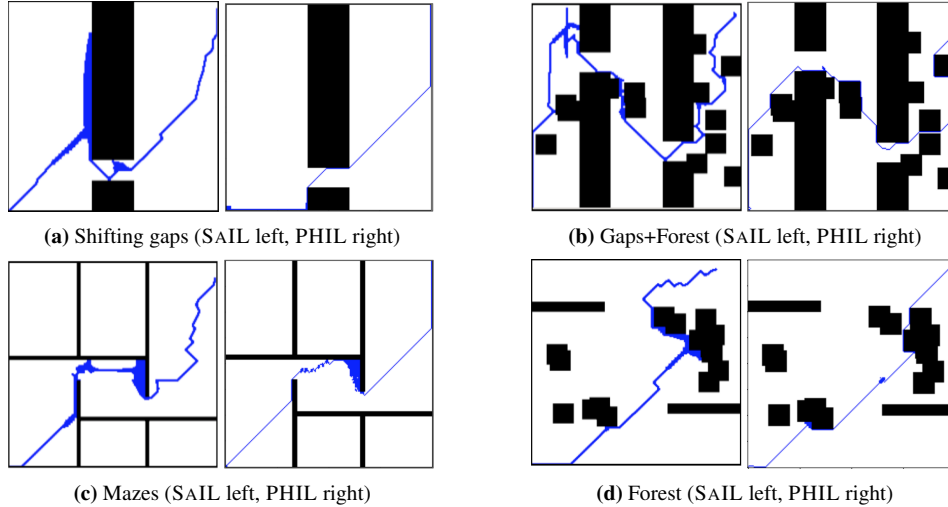 (a) Shifting gaps (SAIL left, PHIL right)
(b) Gaps+Forest (SAIL left, PHIL right)
(c) Mazes (SAIL left, PHIL right)
(d) Forest (SAIL left, PHIL right)